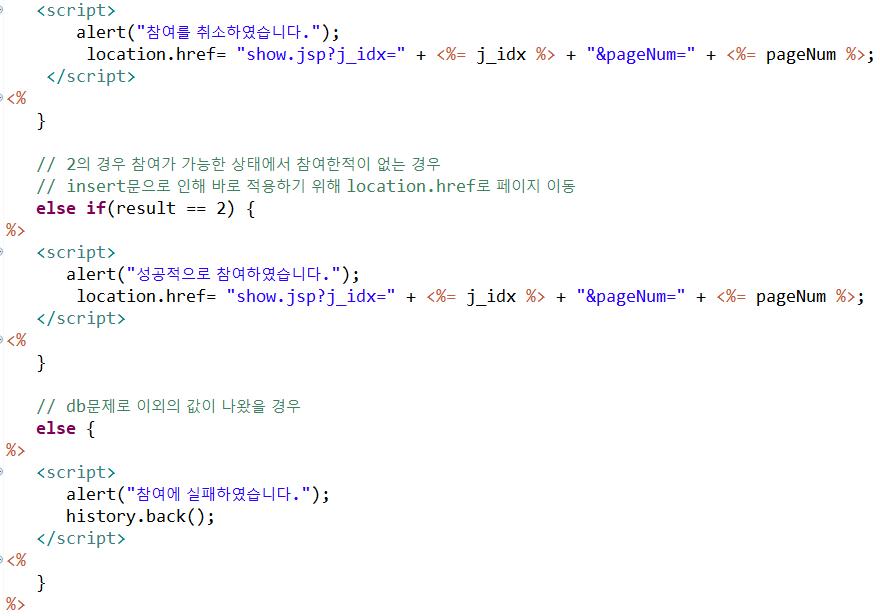 <script>
alert("참여를 취소하였습니다.");
location.href= "show.jsp?j_idx=" + <%= j_idx %> + "&pageNum=" + <%= pageNum %>;
</script>
<%
}
// 2의 경우 참여가 가능한 상태에서 참여한적이 없는 경우
// insert문으로 인해 바로 적용하기 위해 location.href로 페이지 이동
else if(result == 2) {
%>
<script>
alert("성공적으로 참여하였습니다.");
location.href= "show.jsp?j_idx=" + <%= j_idx %> + "&pageNum=" + <%= pageNum %>;
</script>
<%
}
// db문제로 이외의 값이 나왔을 경우
else {
%>
<script>
alert("참여에 실패하였습니다.");
history.back();
</script>
<%
}
%>